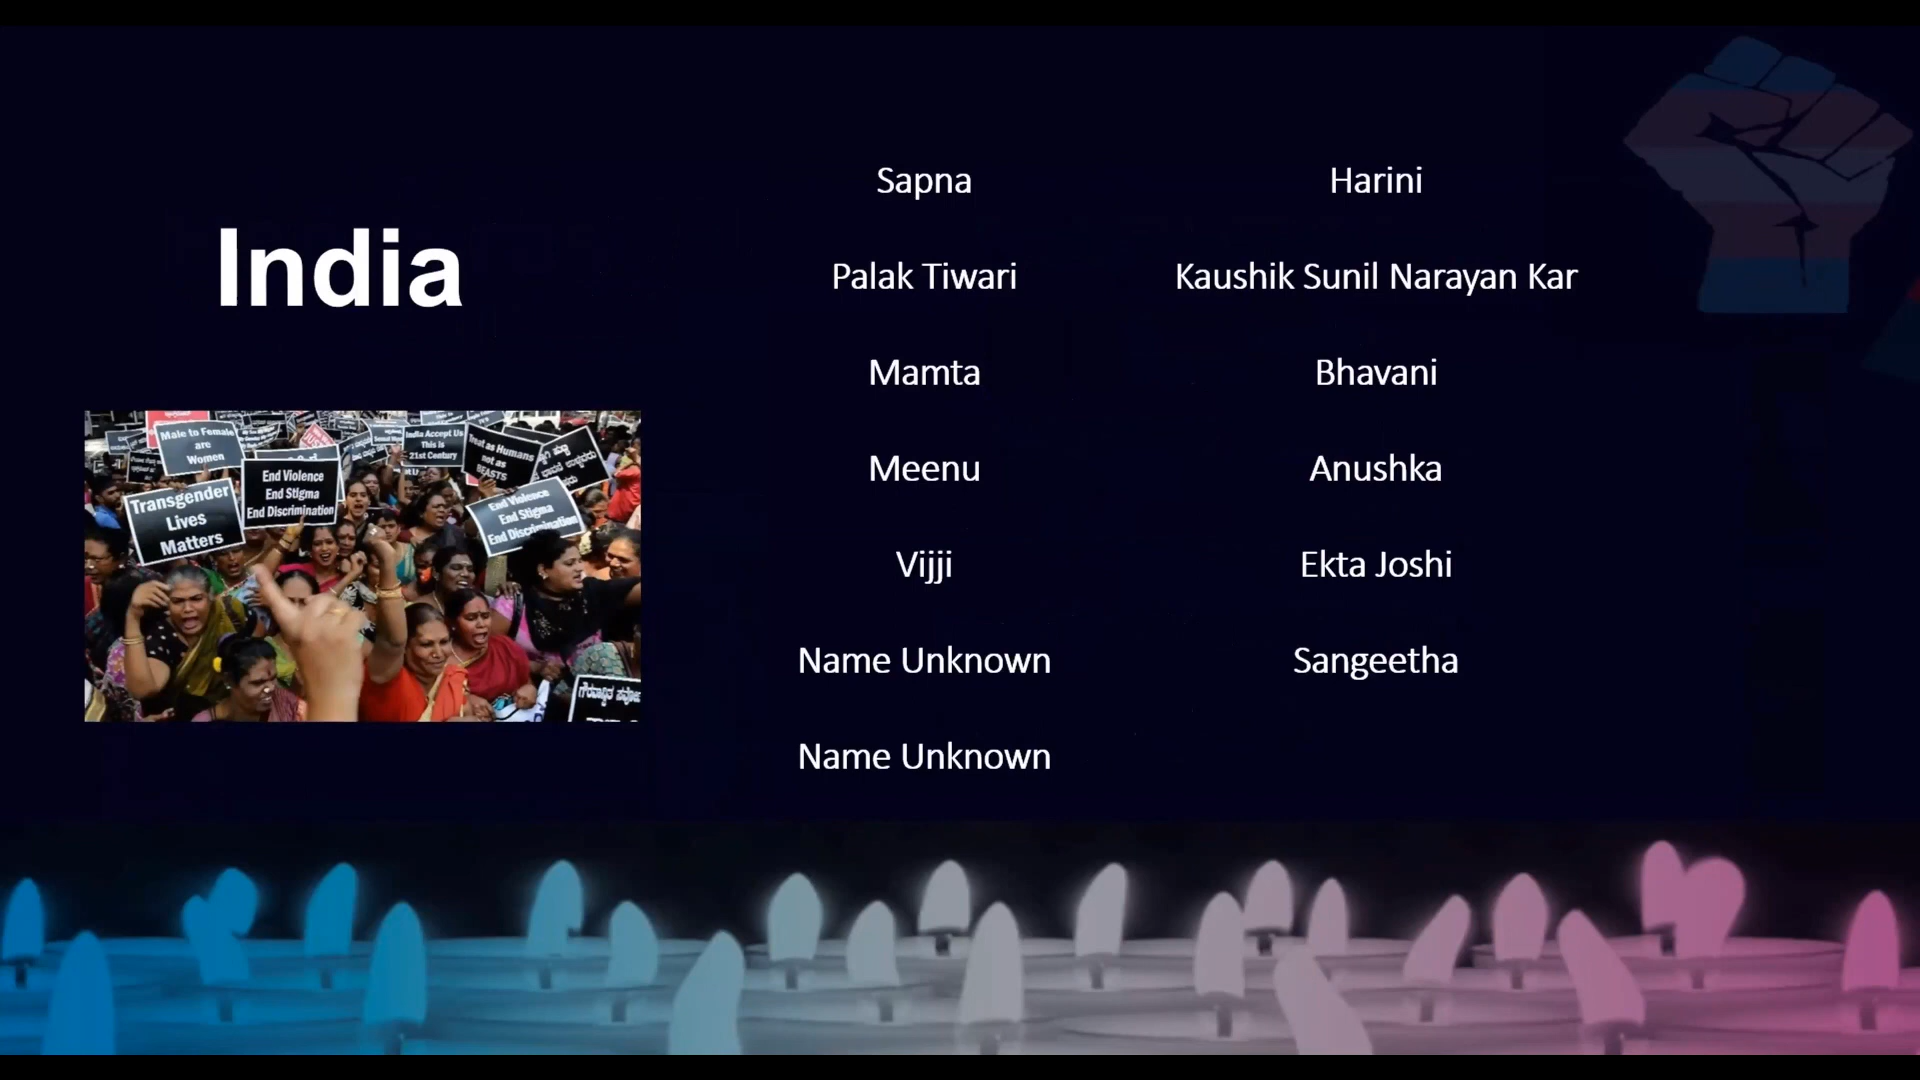 India
Sapna
Palak Tiwari
Mamta
Meenu
Vijji
Name Unknown
Name Unknown
Harini
Kaushik Sunil Narayan Kar
Bhavani
Anushka
Ekta Joshi
Sangeetha
Male to Female
are
Women
End Violence
End Stigma
End Discrimination
Transgender
Lives
Matters
India Accept Us
This is
21st Century
Treat as Humans
not as
BEASTS
End Violence
End Stigma
End Discrimination